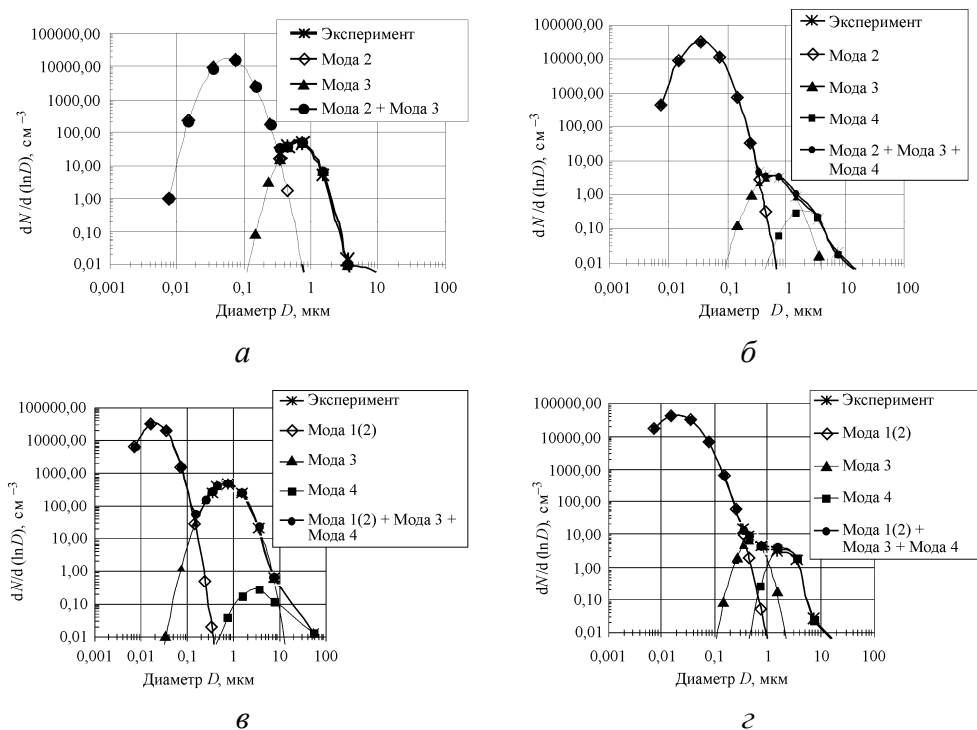 dN/d (lnD), см⁻³
100000,00
10000,00
1000,00
100,00
10,00
1,00
0,10
0,01
0,001
0,01
0,1
1
10
100
Диаметр D, мкм
Эксперимент
Мода 2
Мода 3
Мода 2 + Мода 3
а
dN/d (lnD), см⁻³
100000,00
10000,00
1000,00
100,00
10,00
1,00
0,10
0,01
0,001
0,01
0,1
1
10
100
Диаметр D, мкм
Эксперимент
Мода 2
Мода 3
Мода 4
Мода 2 + Мода 3 +
Мода 4
б
dN/d (lnD), см⁻³
100000,00
10000,00
1000,00
100,00
10,00
1,00
0,10
0,01
0,001
0,01
0,1
1
10
100
Диаметр D, мкм
Эксперимент
Мода 1(2)
Мода 3
Мода 4
Мода 1(2) + Мода 3 +
Мода 4
в
dN/d (lnD), см⁻³
100000,00
10000,00
1000,00
100,00
10,00
1,00
0,10
0,01
0,001
0,01
0,1
1
10
100
Диаметр D, мкм
Эксперимент
Мода 1(2)
Мода 3
Мода 4
Мода 1(2) +
Мода 3 + Мода 4
г